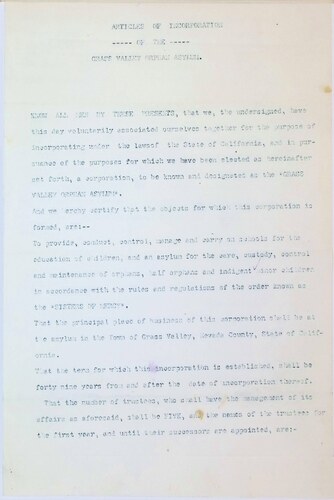 ARTICLES OF INCORPORATION
----- OF THE -----
GRASS VALLEY ORPHAN ASYLUM.
KNOW ALL MEN BY THESE PRESENTS, that we, the undersigned, have
this day voluntarily associated ourselves together for the purpose of
incorporating under the lawsof the State of California, and in pur-
suance of the purposes for which we have been elected as hereinafter
set forth, a corporation, to be known and designated as the "GRASS
VALLEY ORPHAN ASYLUM".
And we certify that the objects for which this corporation is
formed, are:--
To provide, conduct, control, manage and carry on schools for the
education of children, and an asylum for the care, custody, control
and maintenance of orphans, half orphans and indigent poor children
in accordance with the rules and regulations of the order known as
the "SISTERS OF MERCY".
That the principal place of business of this corporation shall be at
its asylum in the town of Grass Valley, Nevada County, State of Calif-
ornia.
That the term for which this incorporation is established, shall be
forty nine years from and after the date of incorporation thereof.
That the number of trustees, who shall have the management of its
affairs as aforesaid, shall be FIVE, and the names of the trustees for
the first year, and until their successors are appointed, are:-